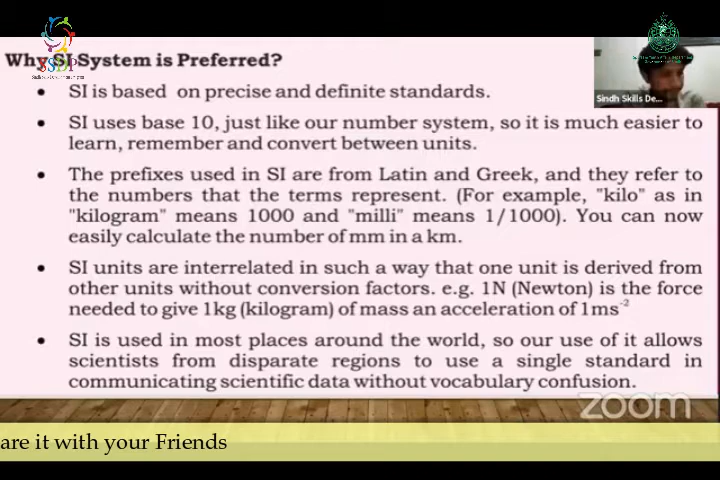 Why SI System is Preferred?
SSDP
Sindh Skills De...
• SI is based on precise and definite standards.
• SI uses base 10, just like our number system, so it is much easier to
learn, remember and convert between units.
• The prefixes used in SI are from Latin and Greek, and they refer to
the numbers that the terms represent. (For example, "kilo" as in
"kilogram" means 1000 and "milli" means 1/1000). You can now
easily calculate the number of mm in a km.
• SI units are interrelated in such a way that one unit is derived from
other units without conversion factors. e.g. 1N (Newton) is the force
needed to give 1kg (kilogram) of mass an acceleration of 1ms⁻²
• SI is used in most places around the world, so our use of it allows
scientists from disparate regions to use a single standard in
communicating scientific data without vocabulary confusion.
zoom
are it with your Friends